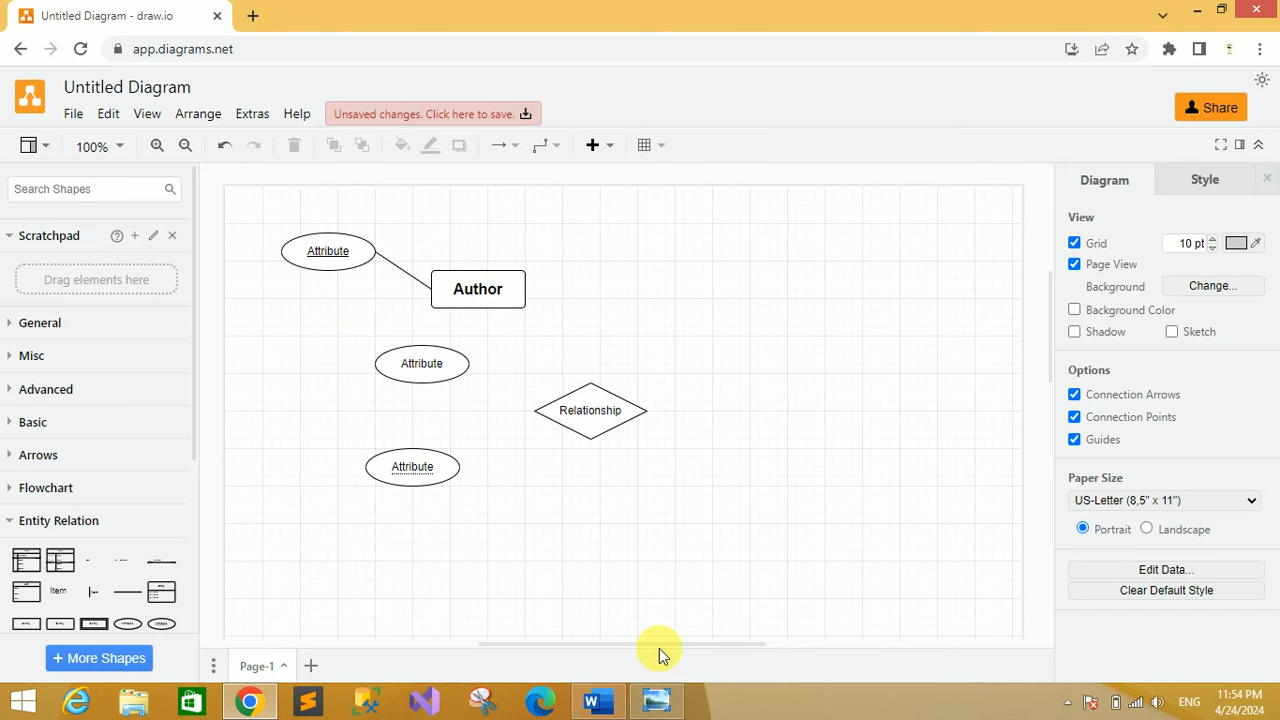 Untitled Diagram - draw.io
app.diagrams.net
Untitled Diagram
File Edit View Arrange Extras Help Unsaved changes. Click here to save.
Share
100%
Search Shapes
Scratchpad
Drag elements here
General
Misc
Advanced
Basic
Arrows
Flowchart
Entity Relation
Item
+ More Shapes
Attribute
Author
Attribute
Relationship
Attribute
Page-1
Diagram Style
View
Grid 10 pt
Page View
Background Change...
Background Color
Shadow Sketch
Options
Connection Arrows
Connection Points
Guides
Paper Size
US-Letter (8,5" x 11")
Portrait Landscape
Edit Data...
Clear Default Style
ENG
11:54 PM
4/24/2024